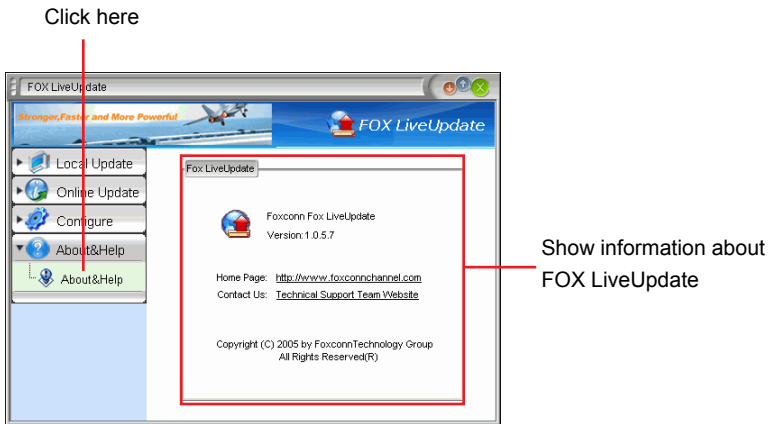 Click here
FOX LiveUpdate
Stronger,Faster and More Powerful
FOX LiveUpdate
Local Update
Online Update
Configure
About&Help
About&Help
Fox LiveUpdate
Foxconn Fox LiveUpdate
Version:1.0.5.7
Home Page: http://www.foxconnchannel.com
Contact Us: Technical Support Team Website
Copyright (C) 2005 by FoxconnTechnology Group
All Rights Reserved(R)
Show information about
FOX LiveUpdate